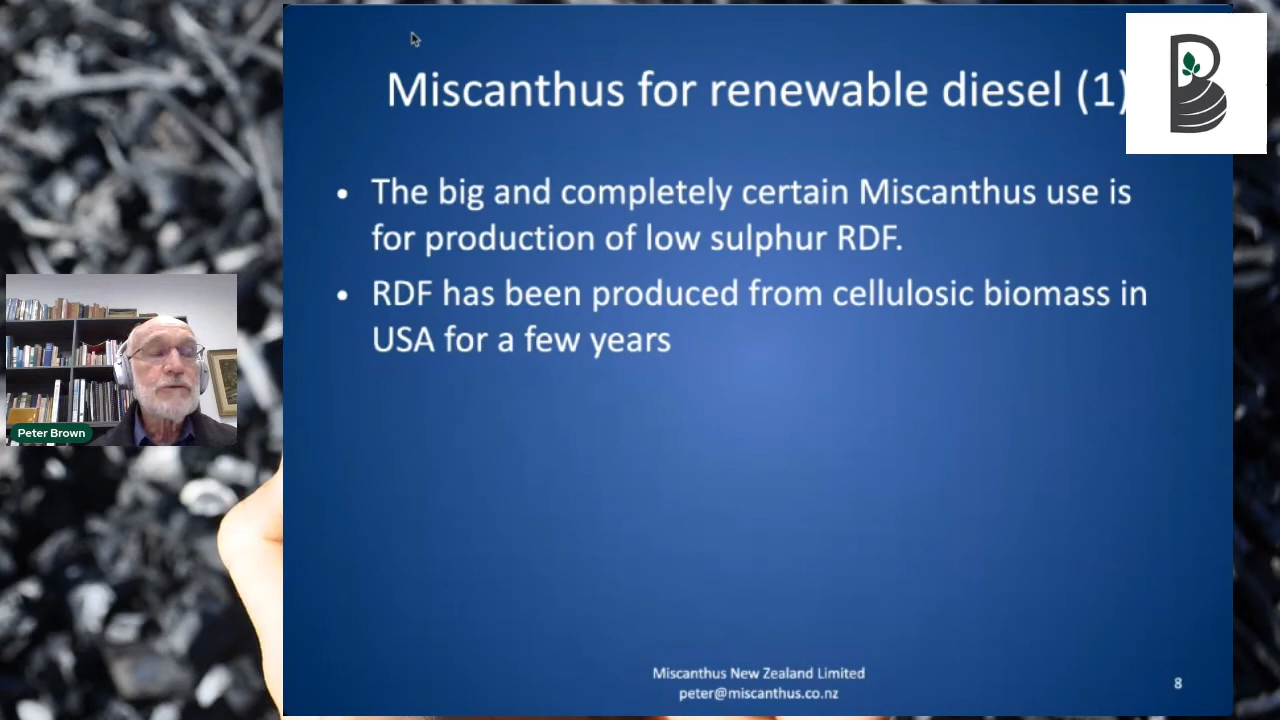 Miscanthus for renewable diesel (1)
• The big and completely certain Miscanthus use is
for production of low sulphur RDF.
• RDF has been produced from cellulosic biomass in
USA for a few years
Peter Brown
Miscanthus New Zealand Limited
peter@miscanthus.co.nz
8
B